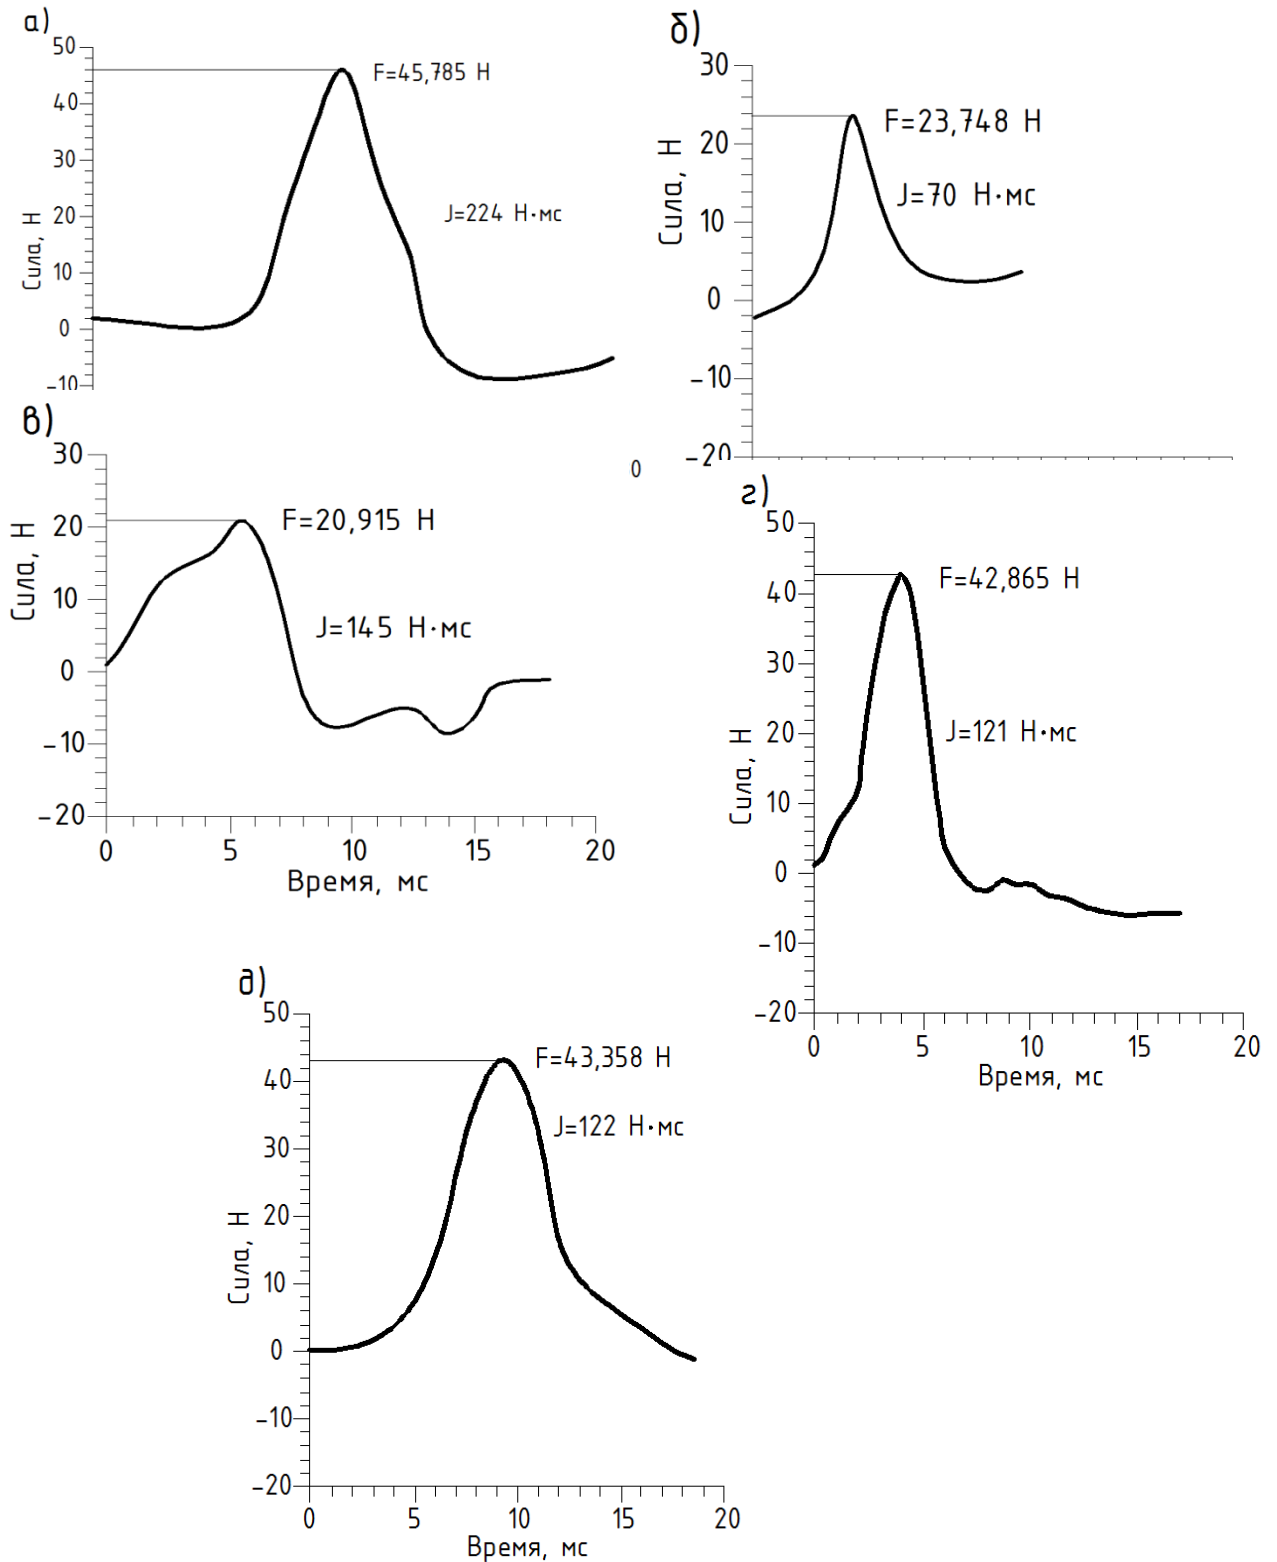 а)
50
40
30
20
10
0
-10
Сила, Н
F=45,785 Н
J=224 Н·мс
б)
30
20
10
0
-10
-20
Сила, Н
F=23,748 Н
J=70 Н·мс
в)
30
20
10
0
-10
-20
Сила, Н
F=20,915 Н
J=145 Н·мс
0 5 10 15 20
Время, мс
0
г)
50
40
30
20
10
0
-10
-20
Сила, Н
F=42,865 Н
J=121 Н·мс
0 5 10 15 20
Время, мс
д)
50
40
30
20
10
0
-10
-20
Сила, Н
F=43,358 Н
J=122 Н·мс
0 5 10 15 20
Время, мс